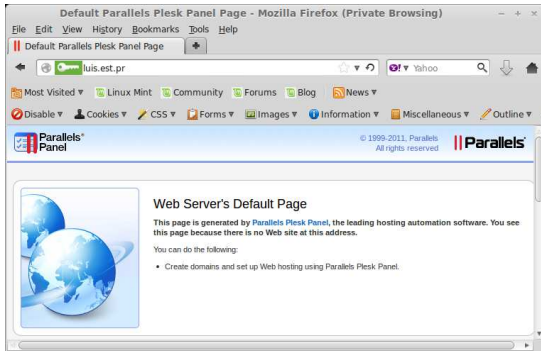 Default Parallels Plesk Panel Page - Mozilla Firefox (Private Browsing)
File Edit View History Bookmarks Tools Help
Default Parallels Plesk Panel Page
luis.est.pr
Yahoo
Most Visited Linux Mint Community Forums Blog News
Disable Cookies CSS Forms Images Information Miscellaneous Outline
Parallels®
Panel
© 1999-2011, Parallels
All rights reserved
Parallels®
Web Server's Default Page
This page is generated by Parallels Plesk Panel, the leading hosting automation software. You see
this page because there is no Web site at this address.
You can do the following:
• Create domains and set up Web hosting using Parallels Plesk Panel.